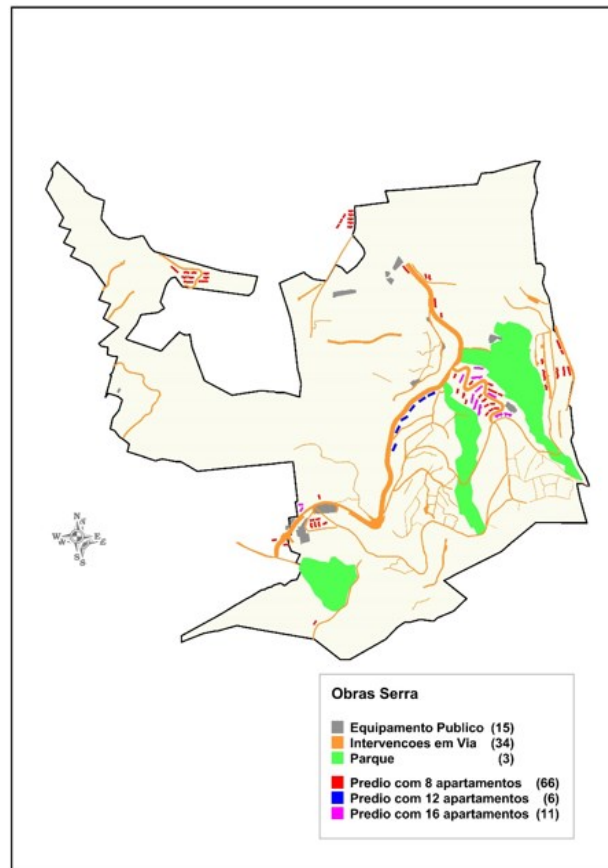 N
N
W
E
W
E
S
S
Obras Serra
Equipamento Publico (15)
Intervencoes em Via (34)
Parque (3)
Predio com 8 apartamentos (66)
Predio com 12 apartamentos (6)
Predio com 16 apartamentos (11)